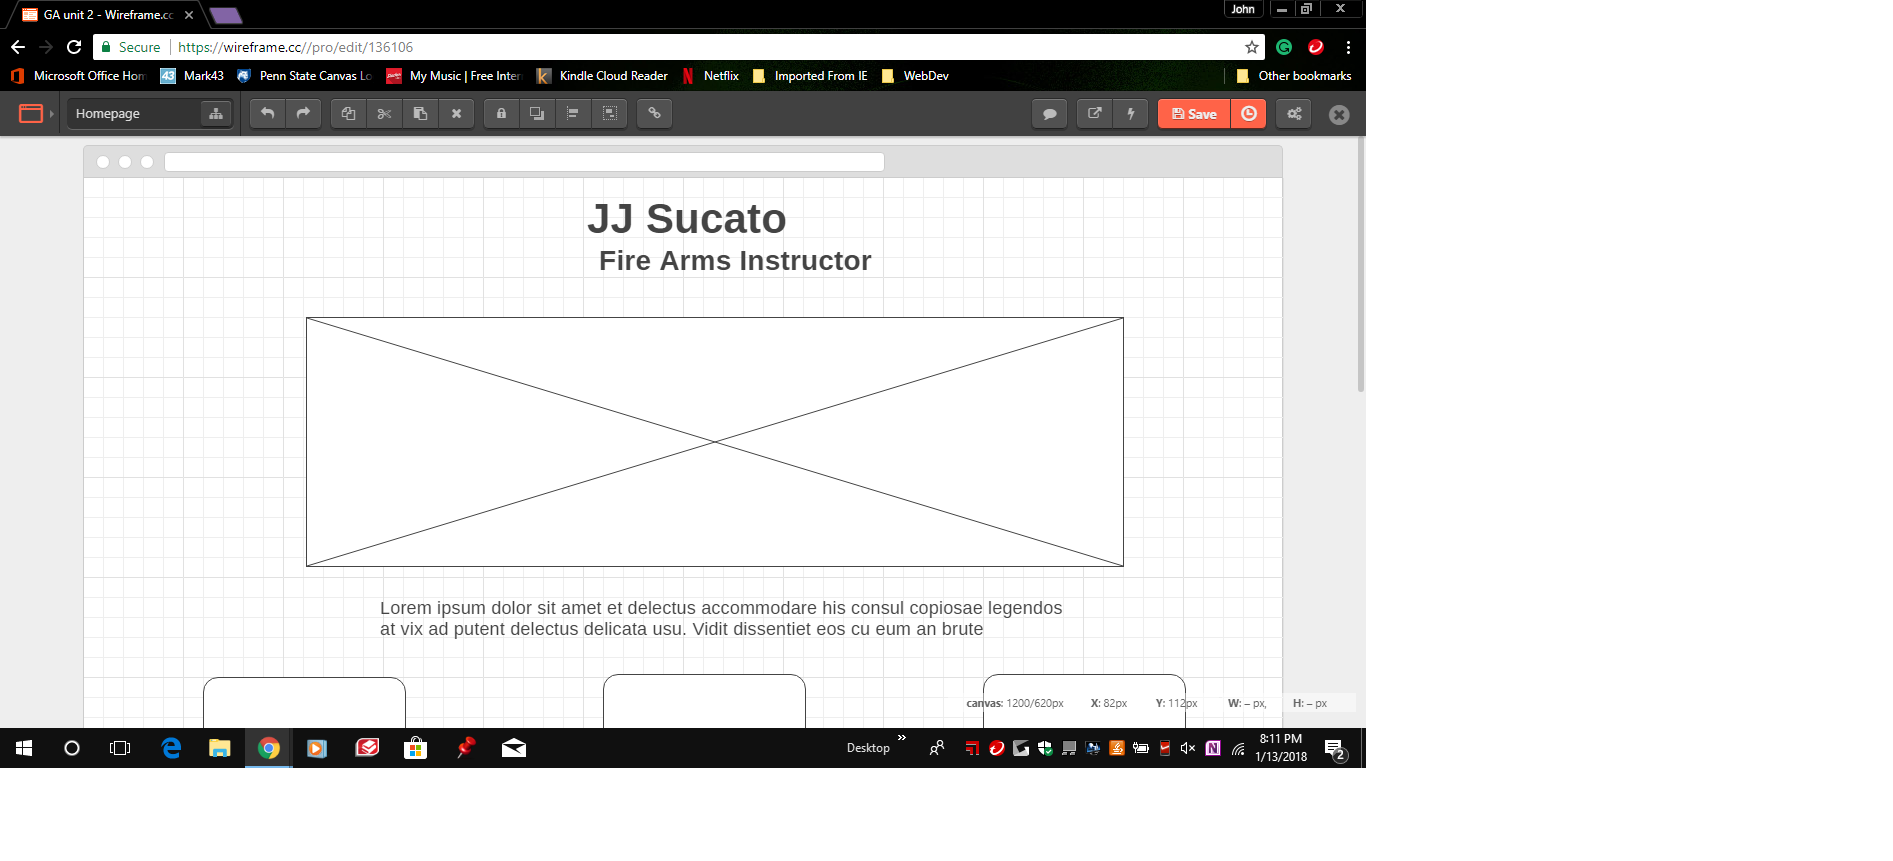 GA unit 2 - Wireframe.cc
John
Secure https://wireframe.cc//pro/edit/136106
Microsoft Office Hom
43 Mark43
Penn State Canvas Lo
My Music | Free Inter
Kindle Cloud Reader
Netflix
Imported From IE
WebDev
Other bookmarks
Homepage
Save
JJ Sucato
Fire Arms Instructor
Lorem ipsum dolor sit amet et delectus accommodare his consul copiosae legendos
at vix ad putent delectus delicata usu. Vidit dissentiet eos cu eum an brute
canvas: 1200/620px X: 82px Y: 112px W: – px, H: – px
Desktop
8:11 PM
1/13/2018
2